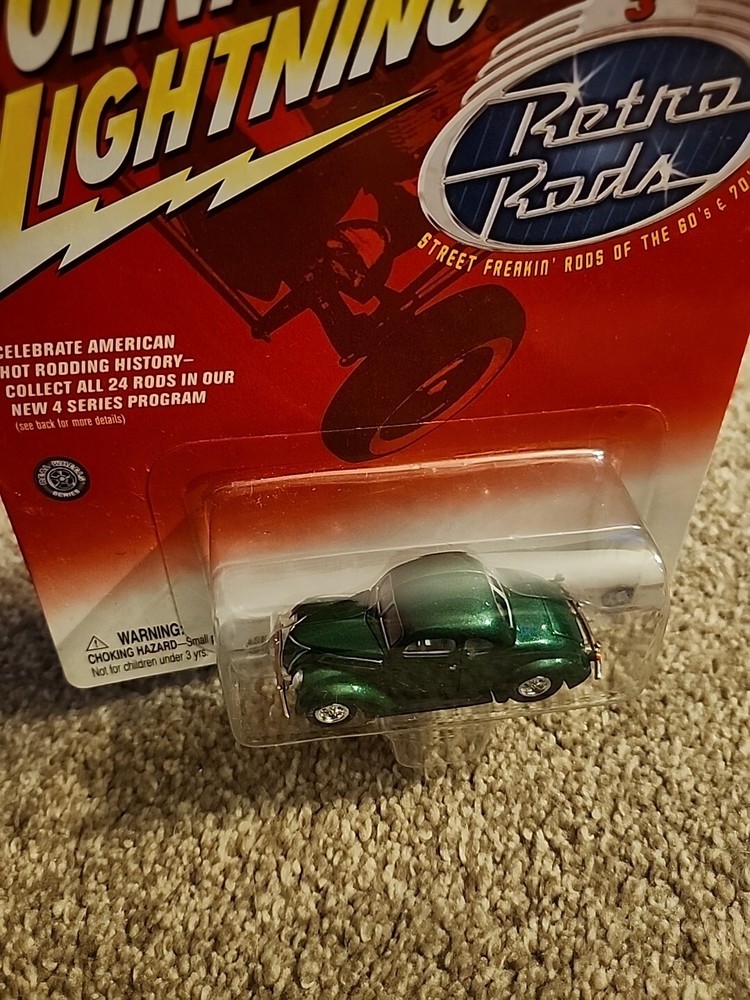 LIGHTNING
3
Retro
Rods
STREET FREAKIN' RODS OF THE 60's & 70'
CELEBRATE AMERICAN
HOT RODDING HISTORY–
COLLECT ALL 24 RODS IN OUR
NEW 4 SERIES PROGRAM
(see back for more details)
SERIES
WARNING:
CHOKING HAZARD–Small
Not for children under 3 yrs.